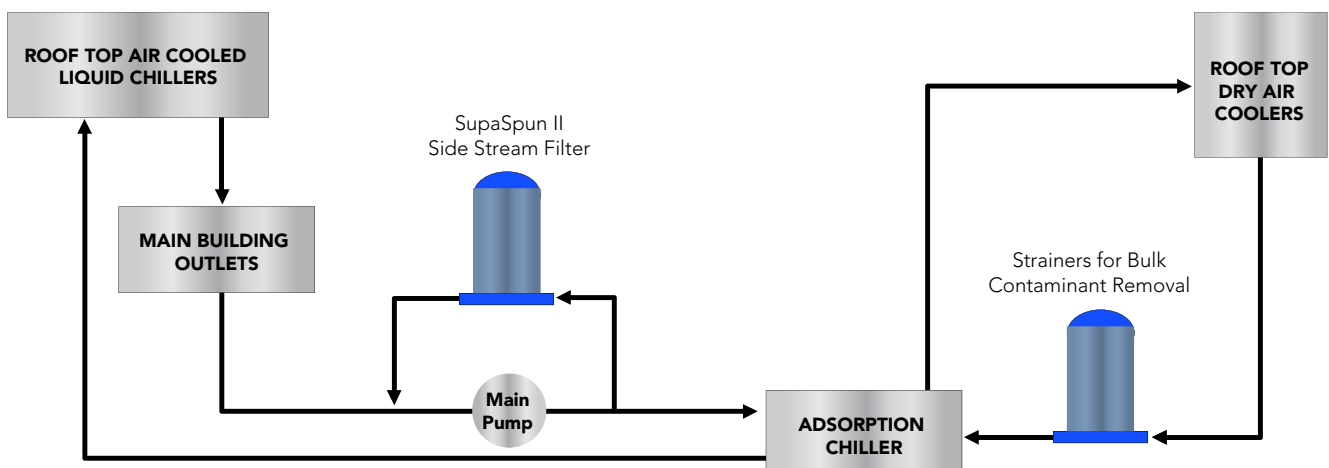 ROOF TOP AIR COOLED
LIQUID CHILLERS
ROOF TOP
DRY AIR
COOLERS
SupaSpun II
Side Stream Filter
MAIN BUILDING
OUTLETS
Strainers for Bulk
Contaminant Removal
Main
Pump
ADSORPTION
CHILLER